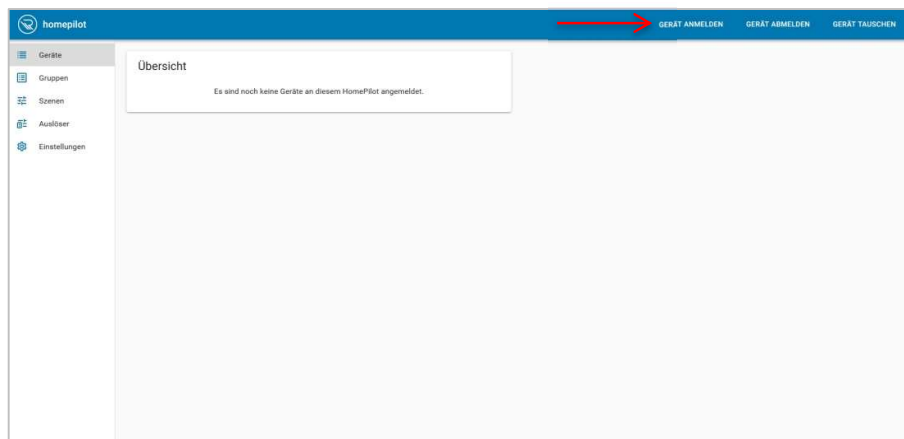 homepilot
GERÄT ANMELDEN GERÄT ABMELDEN GERÄT TAUSCHEN
Geräte
Gruppen
Szenen
Auslöser
Einstellungen
Übersicht
Es sind noch keine Geräte an diesem HomePilot angemeldet.